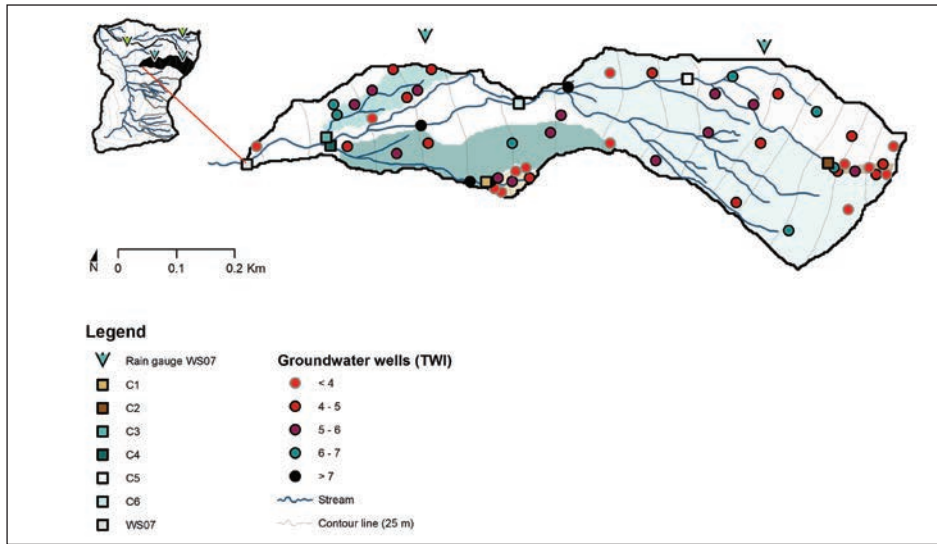 N 0 0.1 0.2 Km
Legend
Rain gauge WS07
C1
C2
C3
C4
C5
C6
WS07
Groundwater wells (TWI)
< 4
4 - 5
5 - 6
6 - 7
> 7
Stream
Contour line (25 m)